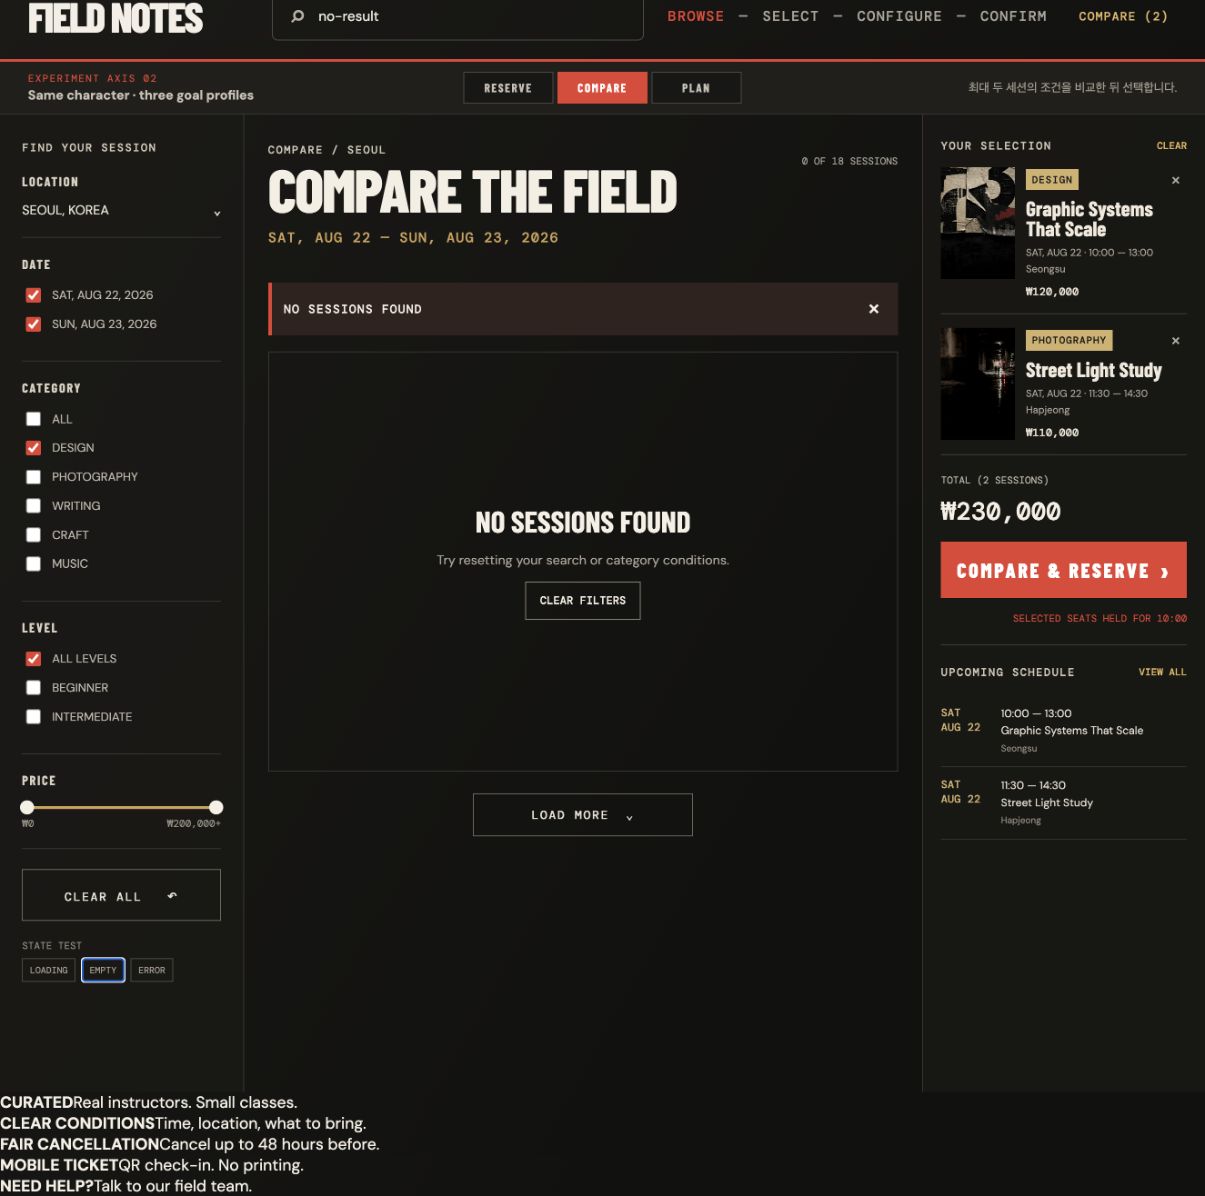 FIELD NOTES
no-result
BROWSE — SELECT — CONFIGURE — CONFIRM
COMPARE (2)
EXPERIMENT AXIS 02
Same character · three goal profiles
RESERVE
COMPARE
PLAN
최대 두 세션의 조건을 비교한 뒤 선택합니다.
FIND YOUR SESSION
LOCATION
SEOUL, KOREA
DATE
SAT, AUG 22, 2026
SUN, AUG 23, 2026
CATEGORY
ALL
DESIGN
PHOTOGRAPHY
WRITING
CRAFT
MUSIC
LEVEL
ALL LEVELS
BEGINNER
INTERMEDIATE
PRICE
₩0
₩200,000+
CLEAR ALL ↶
STATE TEST
LOADING
EMPTY
ERROR
COMPARE / SEOUL
0 OF 18 SESSIONS
COMPARE THE FIELD
SAT, AUG 22 — SUN, AUG 23, 2026
NO SESSIONS FOUND ×
NO SESSIONS FOUND
Try resetting your search or category conditions.
CLEAR FILTERS
LOAD MORE ⌄
YOUR SELECTION
CLEAR
DESIGN ×
Graphic Systems
That Scale
SAT, AUG 22 · 10:00 — 13:00
Seongsu
₩120,000
PHOTOGRAPHY ×
Street Light Study
SAT, AUG 22 · 11:30 — 14:30
Hapjeong
₩110,000
TOTAL (2 SESSIONS)
₩230,000
COMPARE & RESERVE ›
SELECTED SEATS HELD FOR 10:00
UPCOMING SCHEDULE
VIEW ALL
SAT
AUG 22
10:00 — 13:00
Graphic Systems That Scale
Seongsu
SAT
AUG 22
11:30 — 14:30
Street Light Study
Hapjeong
CURATEDReal instructors. Small classes.
CLEAR CONDITIONSTime, location, what to bring.
FAIR CANCELLATIONCancel up to 48 hours before.
MOBILE TICKETQR check-in. No printing.
NEED HELP?Talk to our field team.